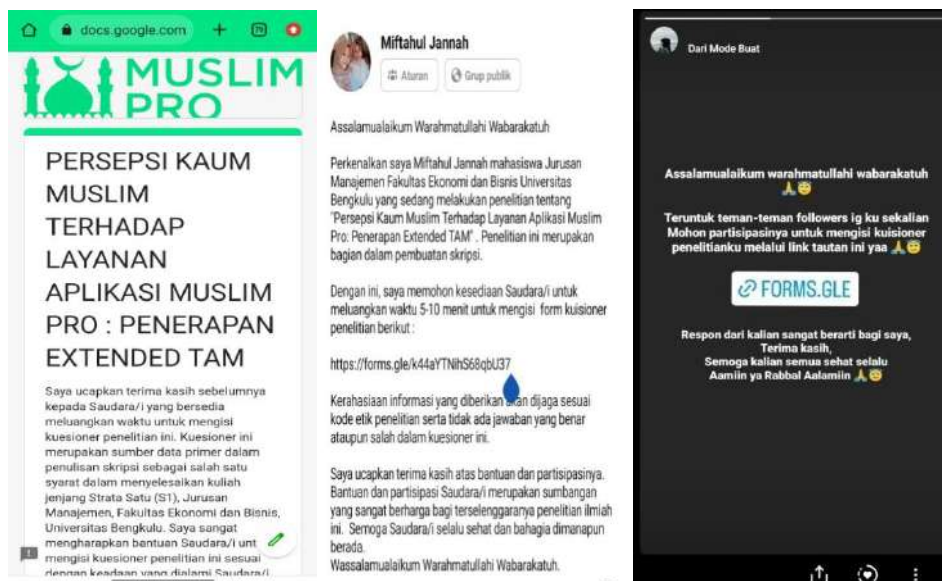 docs.google.com
MUSLIM
PRO
PERSEPSI KAUM
MUSLIM
TERHADAP
LAYANAN
APLIKASI MUSLIM
PRO : PENERAPAN
EXTENDED TAM
Saya ucapkan terima kasih sebelumnya
kepada Saudara/i yang bersedia
meluangkan waktu untuk mengisi
kuesioner penelitian ini. Kuesioner ini
merupakan sumber data primer dalam
penulisan skripsi sebagai salah satu
syarat dalam menyelesaikan kuliah
jenjang Strata Satu (S1), Jurusan
Manajemen, Fakultas Ekonomi dan Bisnis,
Universitas Bengkulu. Saya sangat
mengharapkan bantuan Saudara/i unt
mengisi kuesioner penelitian ini sesuai
dengan keadaan yang dialami Saudara/i
Miftahul Jannah
Aturan
Grup publik
Assalamualaikum Warahmatullahi Wabarakatuh
Perkenalkan saya Miftahul Jannah mahasiswa Jurusan
Manajemen Fakultas Ekonomi dan Bisnis Universitas
Bengkulu yang sedang melakukan penelitian tentang
"Persepsi Kaum Muslim Terhadap Layanan Aplikasi Muslim
Pro: Penerapan Extended TAM" . Penelitian ini merupakan
bagian dalam pembuatan skripsi.
Dengan ini, saya memohon kesediaan Saudara/i untuk
meluangkan waktu 5-10 menit untuk mengisi form kuisioner
penelitian berikut :
https://forms.gle/k44aYTNihS68qbU37
Kerahasiaan informasi yang diberikan akan dijaga sesuai
kode etik penelitian serta tidak ada jawaban yang benar
ataupun salah dalam kuesioner ini.
Saya ucapkan terima kasih atas bantuan dan partisipasinya.
Bantuan dan partisipasi Saudara/i merupakan sumbangan
yang sangat berharga bagi terselenggaranya penelitian ilmiah
ini. Semoga Saudara/i selalu sehat dan bahagia dimanapun
berada.
Wassalamualaikum Warahmatullahi Wabarakatuh.
Dari Mode Buat
Assalamualaikum warahmatullahi wabarakatuh
🙏😇
Teruntuk teman-teman followers ig ku sekalian
Mohon partisipasinya untuk mengisi kuisioner
penelitianku melalui link tautan ini yaa 🙏😇
FORMS.GLE
Respon dari kalian sangat berarti bagi saya,
Terima kasih,
Semoga kalian semua sehat selalu
Aamiin ya Rabbal Aalamiin 🙏😇